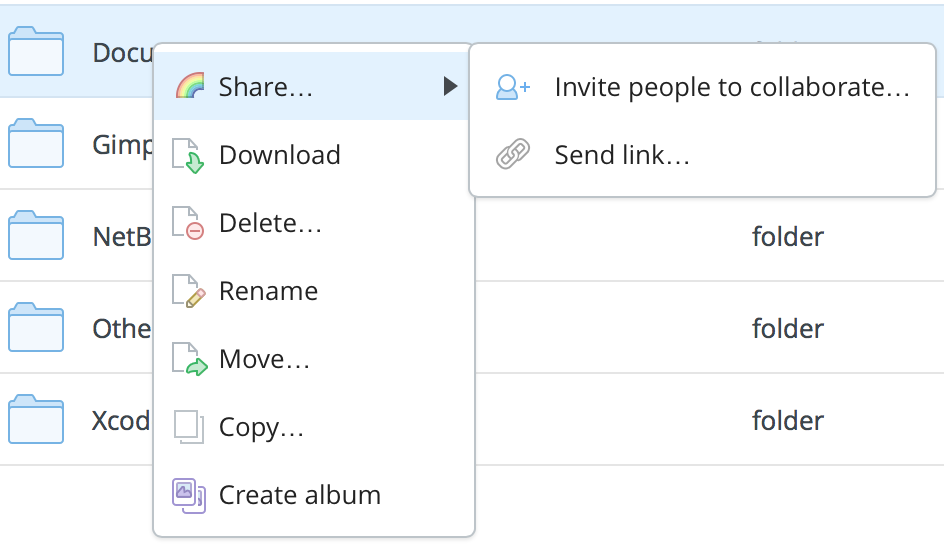 Docu
Share…
Invite people to collaborate…
Gimp
Download
Send link…
Delete…
NetB
folder
Rename
Othe
folder
Move…
Xcod
Copy…
folder
Create album